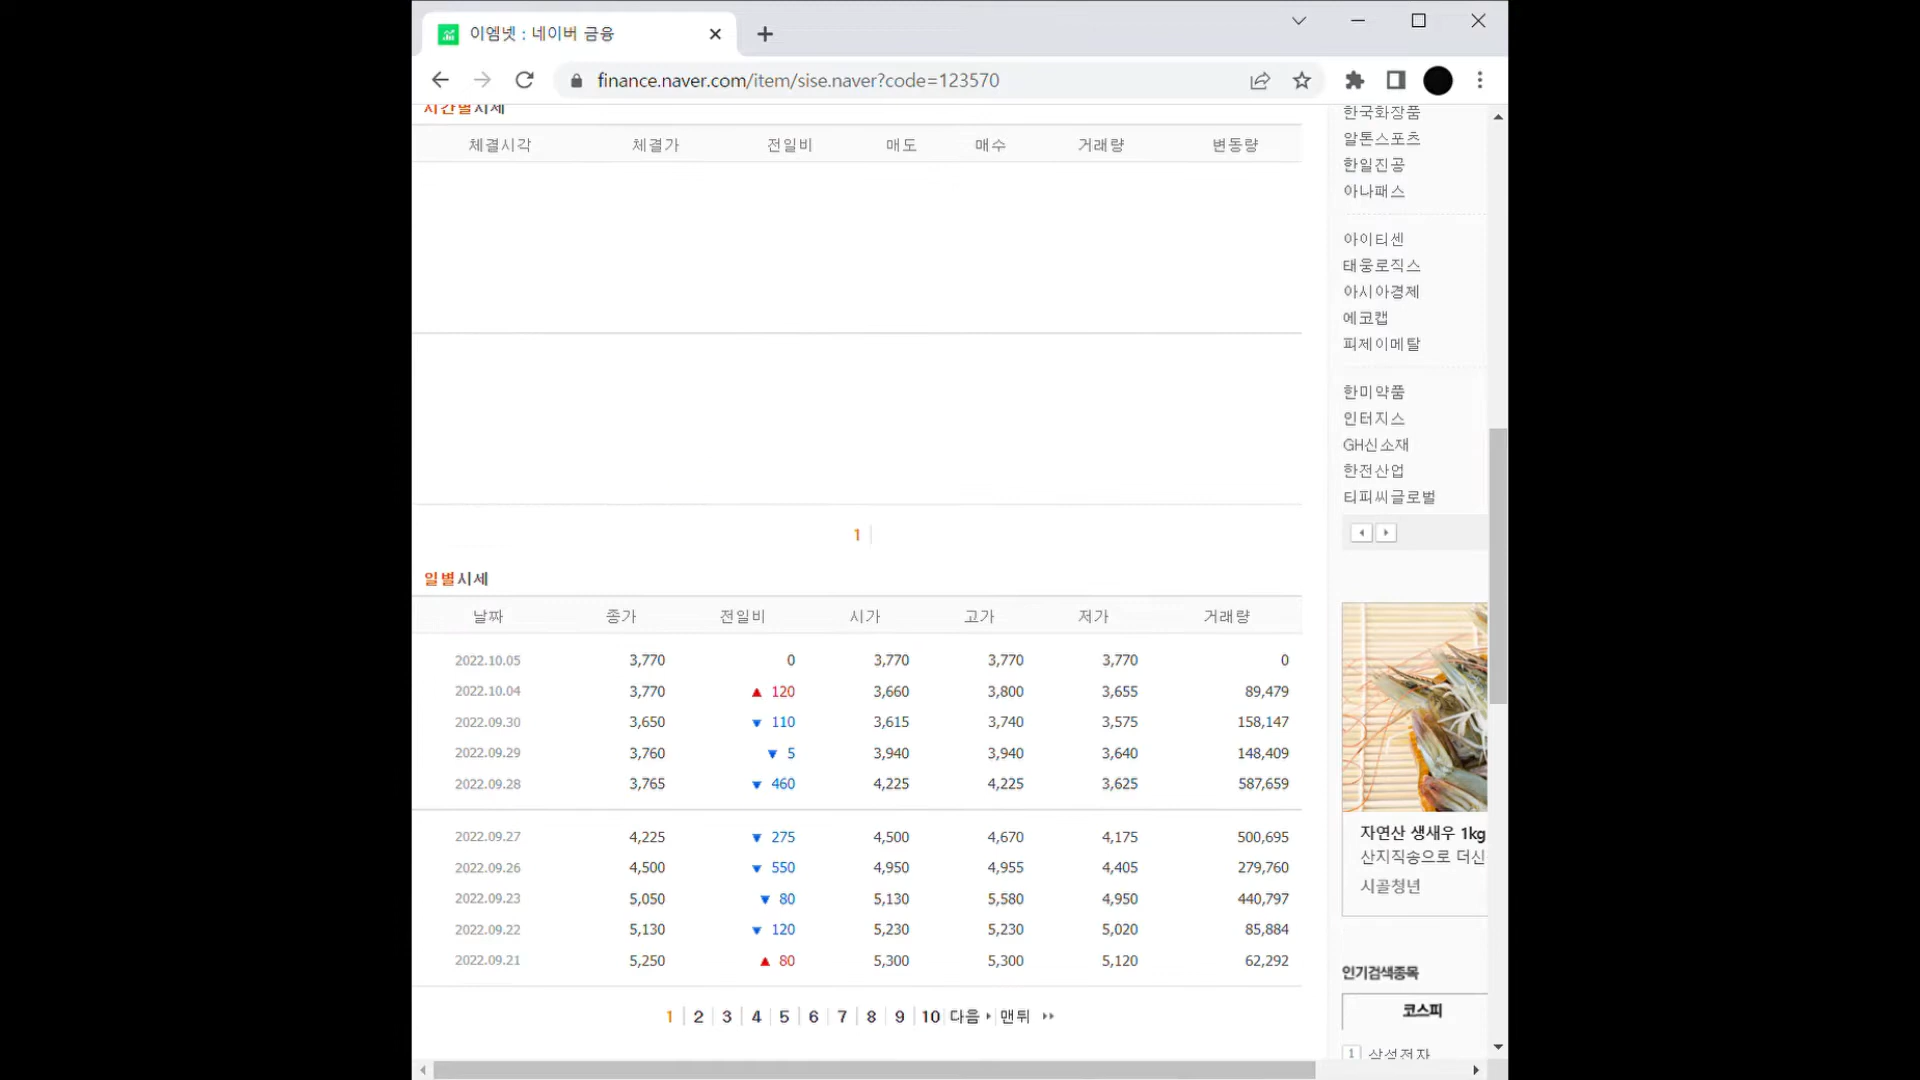 이엠넷 : 네이버 금융
finance.naver.com/item/sise.naver?code=123570
시간별시세
체결시각 체결가 전일비 매도 매수 거래량 변동량
1
일별시세
날짜 종가 전일비 시가 고가 저가 거래량
2022.10.05 3,770 0 3,770 3,770 3,770 0
2022.10.04 3,770 ▲ 120 3,660 3,800 3,655 89,479
2022.09.30 3,650 ▼ 110 3,615 3,740 3,575 158,147
2022.09.29 3,760 ▼ 5 3,940 3,940 3,640 148,409
2022.09.28 3,765 ▼ 460 4,225 4,225 3,625 587,659
2022.09.27 4,225 ▼ 275 4,500 4,670 4,175 500,695
2022.09.26 4,500 ▼ 550 4,950 4,955 4,405 279,760
2022.09.23 5,050 ▼ 80 5,130 5,580 4,950 440,797
2022.09.22 5,130 ▼ 120 5,230 5,230 5,020 85,884
2022.09.21 5,250 ▲ 80 5,300 5,300 5,120 62,292
1 2 3 4 5 6 7 8 9 10 다음 맨뒤
한국화장품
알톤스포츠
한일진공
아나패스
아이티센
태웅로직스
아시아경제
에코캡
피제이메탈
한미약품
인터지스
GH신소재
한전산업
티피씨글로벌
자연산 생새우 1kg
산지직송으로 더신
시골청년
인기검색종목
코스피
1 삼성전자